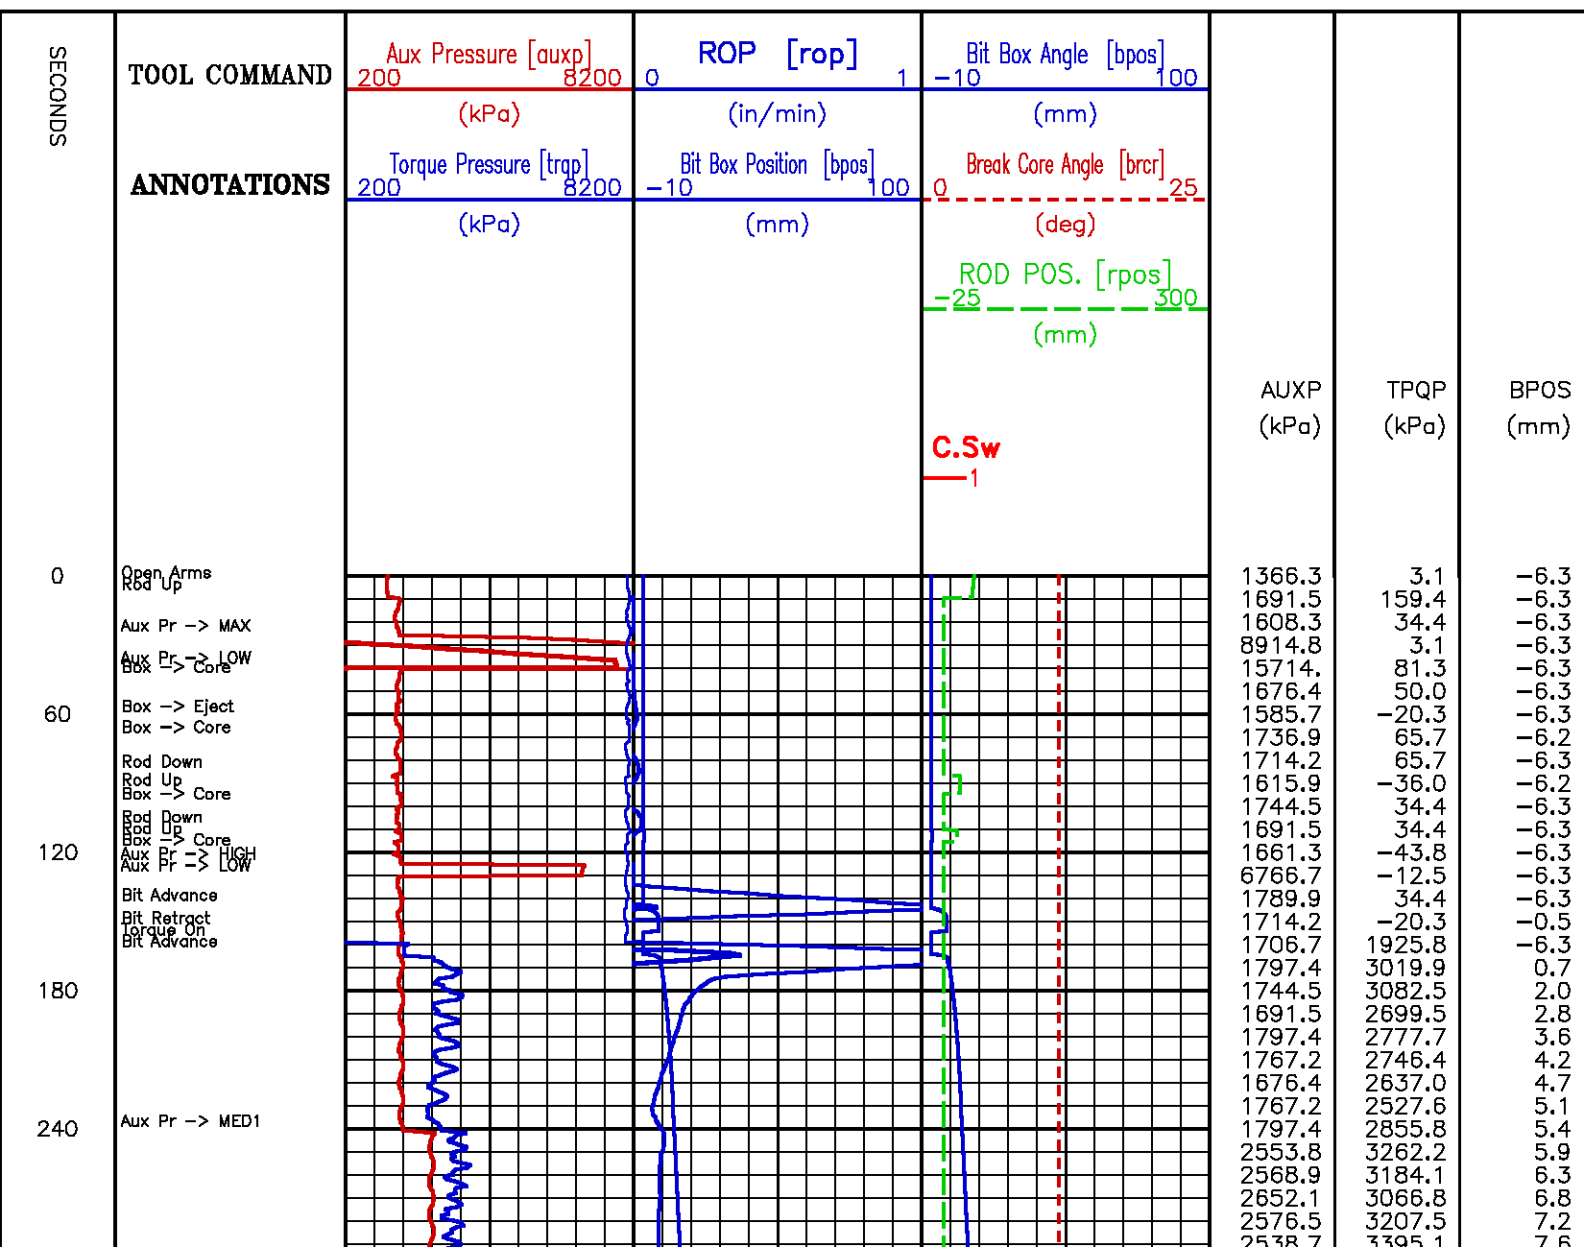 SECONDS
TOOL COMMAND
ANNOTATIONS
Aux Pressure [auxp]
200 8200
(kPa)
Torque Pressure [trqp]
200 8200
(kPa)
ROP [rop]
0 1
(in/min)
Bit Box Position [bpos]
-10 100
(mm)
Bit Box Angle [bpos]
-10 100
(mm)
Break Core Angle [brcr]
0 25
(deg)
ROD POS. [rpos]
-25 300
(mm)
C.Sw
1
AUXP TPQP BPOS
(kPa) (kPa) (mm)
0
60
120
180
240
Open Arms
Rod Up
Aux Pr -> MAX
Aux Pr -> LOW
Box -> Core
Box -> Eject
Box -> Core
Rod Down
Rod Up
Box -> Core
Rod Down
Rod Up
Box -> Core
Aux Pr -> HIGH
Aux Pr -> LOW
Bit Advance
Bit Retract
Torque On
Bit Advance
Aux Pr -> MED1
1366.3 3.1 -6.3
1691.5 159.4 -6.3
1608.3 34.4 -6.3
8914.8 3.1 -6.3
15714. 81.3 -6.3
1676.4 50.0 -6.3
1585.7 -20.3 -6.3
1736.9 65.7 -6.2
1714.2 65.7 -6.3
1615.9 -36.0 -6.2
1744.5 34.4 -6.3
1691.5 34.4 -6.3
1661.3 -43.8 -6.3
6766.7 -12.5 -6.3
1789.9 34.4 -6.3
1714.2 -20.3 -0.5
1706.7 1925.8 -6.3
1797.4 3019.9 0.7
1744.5 3082.5 2.0
1691.5 2699.5 2.8
1797.4 2777.7 3.6
1767.2 2746.4 4.2
1676.4 2637.0 4.7
1767.2 2527.6 5.1
1797.4 2855.8 5.4
2553.8 3262.2 5.9
2568.9 3184.1 6.3
2652.1 3066.8 6.8
2576.5 3207.5 7.2
2538.7 3395.1 7.6